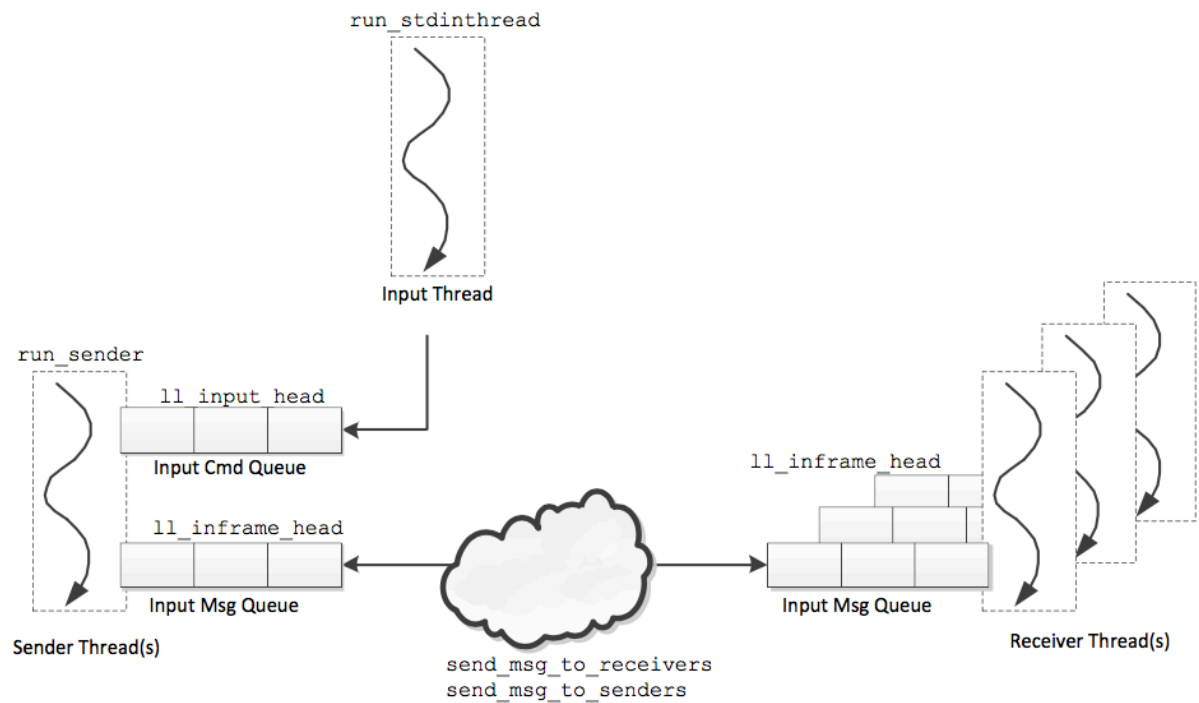 run_stdinthread
Input Thread
run_sender
ll_input_head
Input Cmd Queue
ll_inframe_head
Input Msg Queue
Sender Thread(s)
send_msg_to_receivers
send_msg_to_senders
ll_inframe_head
Input Msg Queue
Receiver Thread(s)